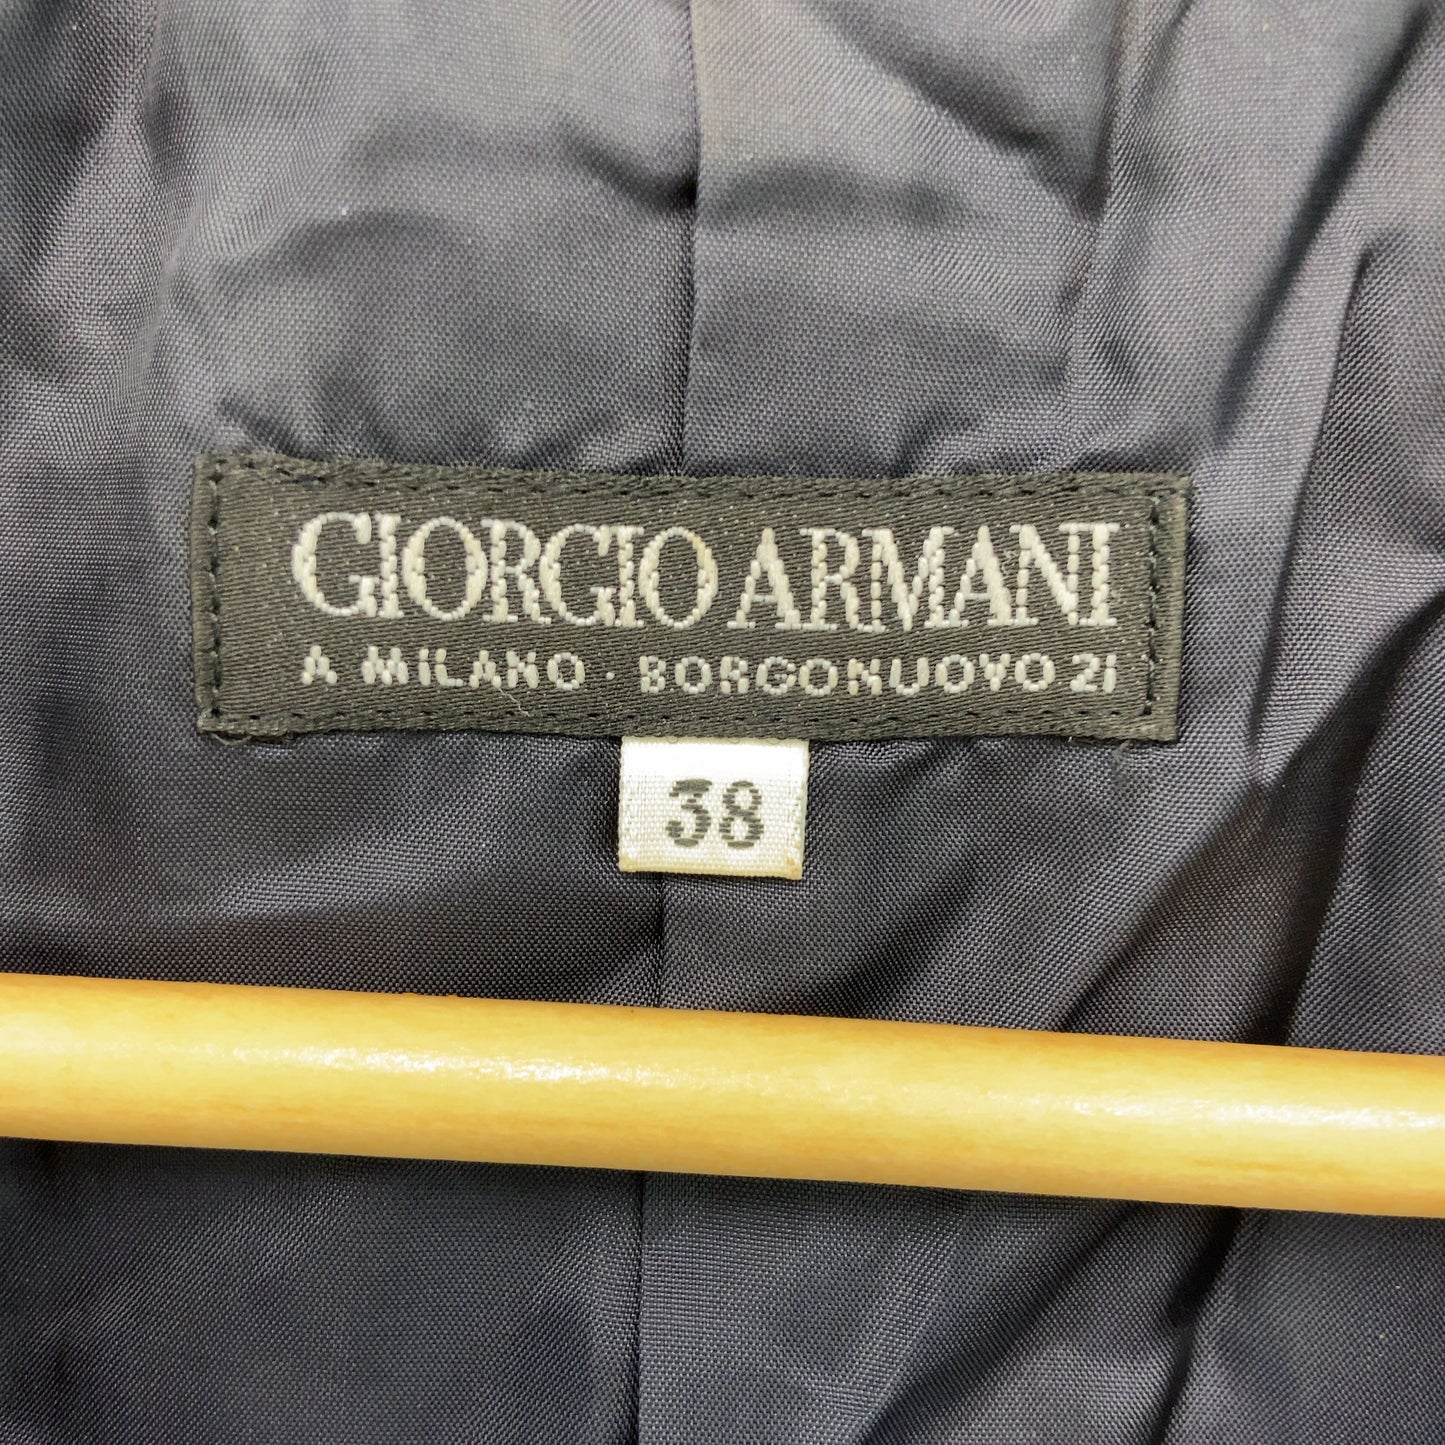 GIORGIO ARMANI
A MILANO · BORGONUOVO 21
38